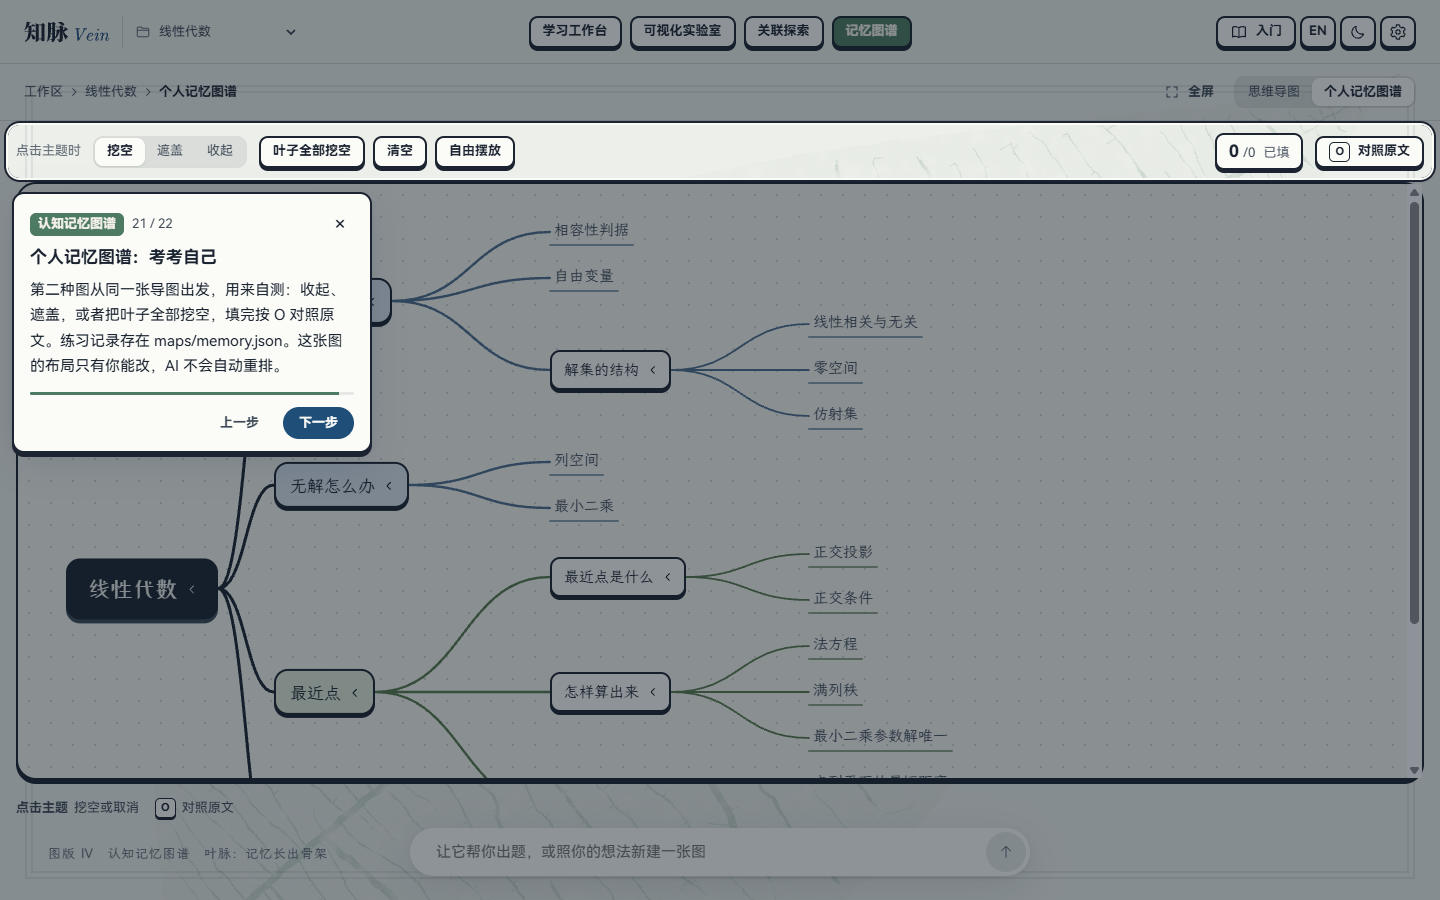 知脉 Vein
线性代数
学习工作台
可视化实验室
关联探索
记忆图谱
入门
EN
工作区 > 线性代数 > 个人记忆图谱
全屏
思维导图
个人记忆图谱
点击主题时
挖空
遮盖
收起
叶子全部挖空
清空
自由摆放
0 /0 已填
O 对照原文
认知记忆图谱 21 / 22
个人记忆图谱：考考自己
第二种图从同一张导图出发，用来自测：收起、
遮盖，或者把叶子全部挖空，填完按 O 对照原
文。练习记录存在 maps/memory.json。这张图
的布局只有你能改，AI 不会自动重排。
上一步
下一步
相容性判据
自由变量
解集的结构
线性相关与无关
零空间
仿射集
无解怎么办
列空间
最小二乘
线性代数
最近点
最近点是什么
正交投影
正交条件
怎样算出来
法方程
满列秩
最小二乘参数解唯一
点击主题 挖空或取消
O 对照原文
图版 IV 认知记忆图谱 叶脉：记忆长出骨架
让它帮你出题，或照你的想法新建一张图